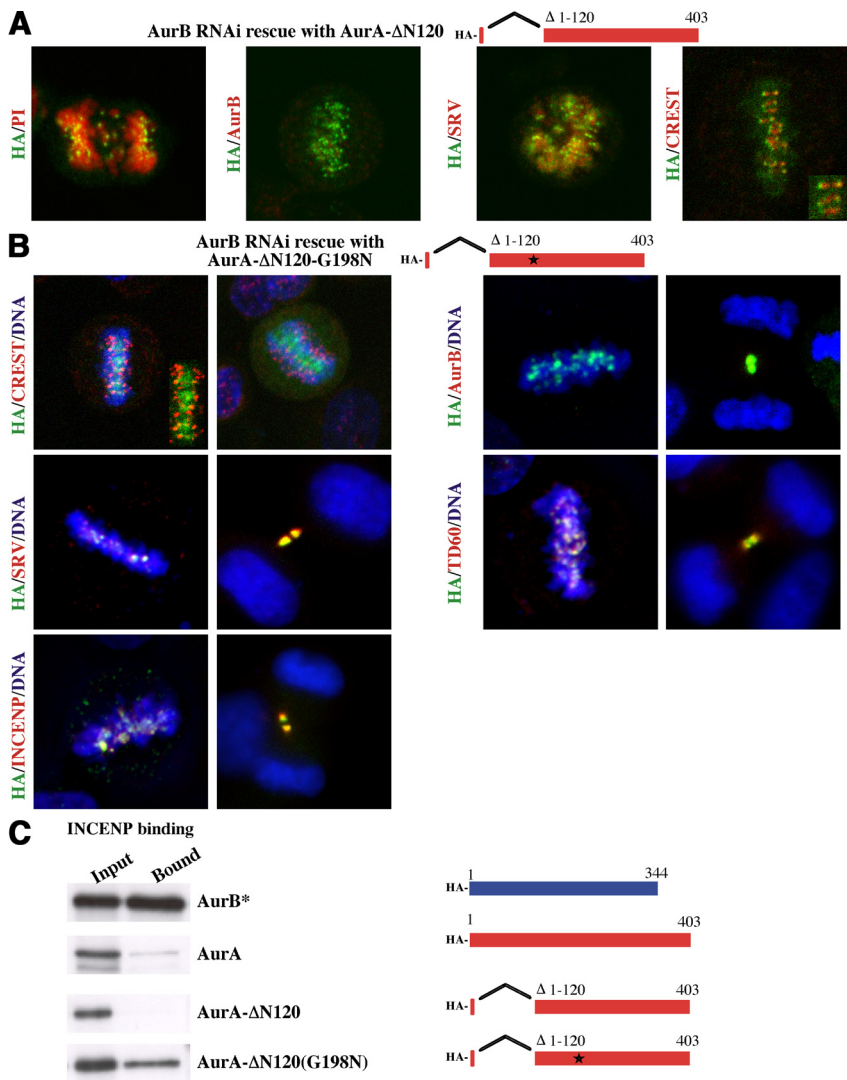 A
AurB RNAi rescue with AurA-ΔN120
HA-
Δ 1-120
403
HA/PI
HA/AurB
HA/SRV
HA/CREST
B
AurB RNAi rescue with
AurA-ΔN120-G198N
HA-
Δ 1-120
403
★
HA/CREST/DNA
HA/AurB/DNA
HA/SRV/DNA
HA/TD60/DNA
HA/INCENP/DNA
C
INCENP binding
Input
Bound
AurB*
HA-
1
344
AurA
HA-
1
403
AurA-ΔN120
HA-
Δ 1-120
403
AurA-ΔN120(G198N)
HA-
Δ 1-120
403
★